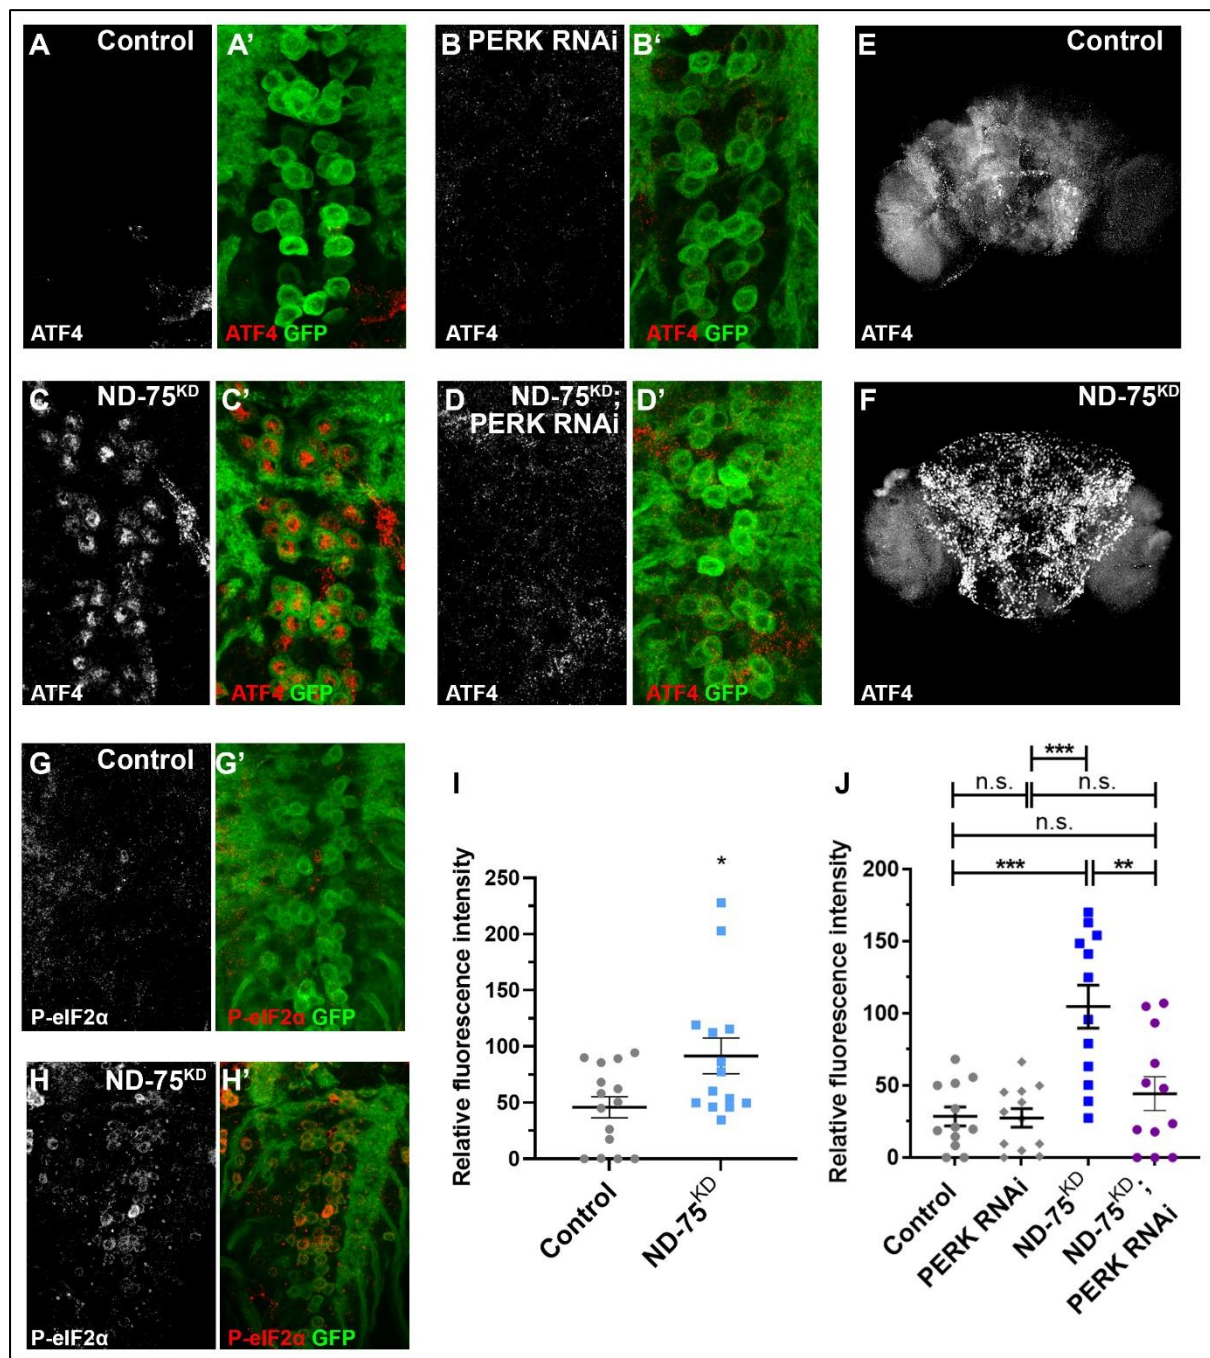 A Control A' B PERK RNAi B' E Control
ATF4 ATF4 GFP ATF4 ATF4 GFP ATF4
C ND-75KD C' D ND-75KD; D' F ND-75KD
PERK RNAi
ATF4 ATF4 GFP ATF4 ATF4 GFP ATF4
G Control G'
P-eIF2α P-eIF2α GFP
H ND-75KD H'
P-eIF2α P-eIF2α GFP
I
Relative fluorescence intensity
*
250
200
150
100
50
0
Control
ND-75KD
J
***
n.s. n.s.
n.s.
*** **
Relative fluorescence intensity
200
150
100
50
0
Control
PERK RNAi
ND-75KD
ND-75KD;
PERK RNAi